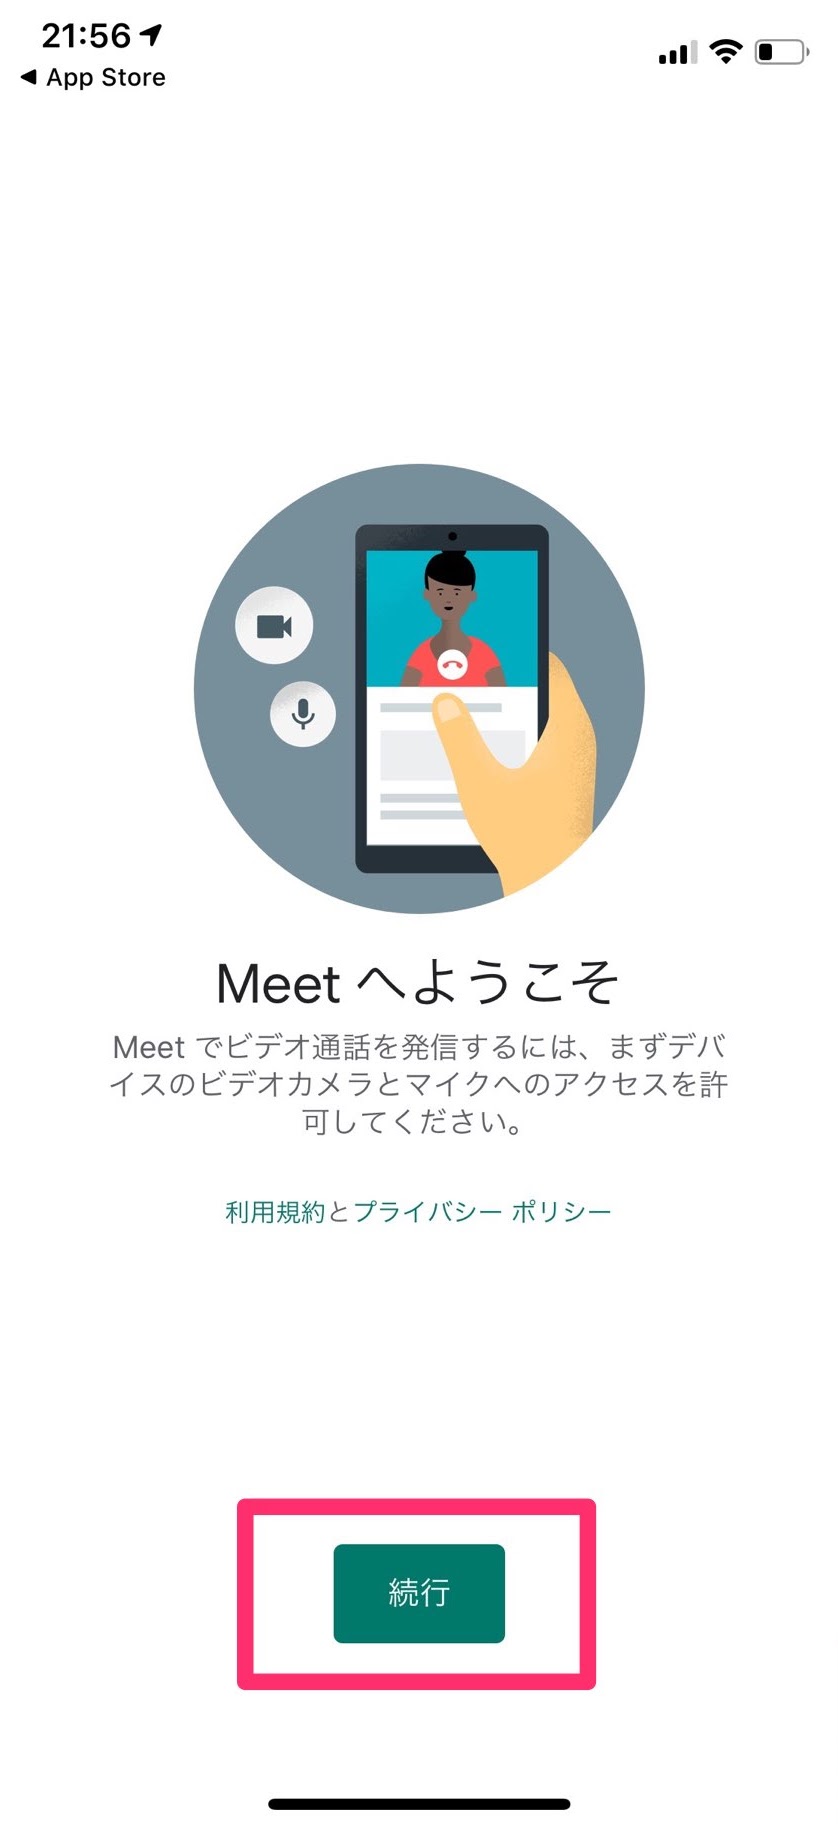 21:56
◀ App Store
Meet へようこそ
Meet でビデオ通話を発信するには、まずデバ
イスのビデオカメラとマイクへのアクセスを許
可してください。
利用規約とプライバシー ポリシー
続行